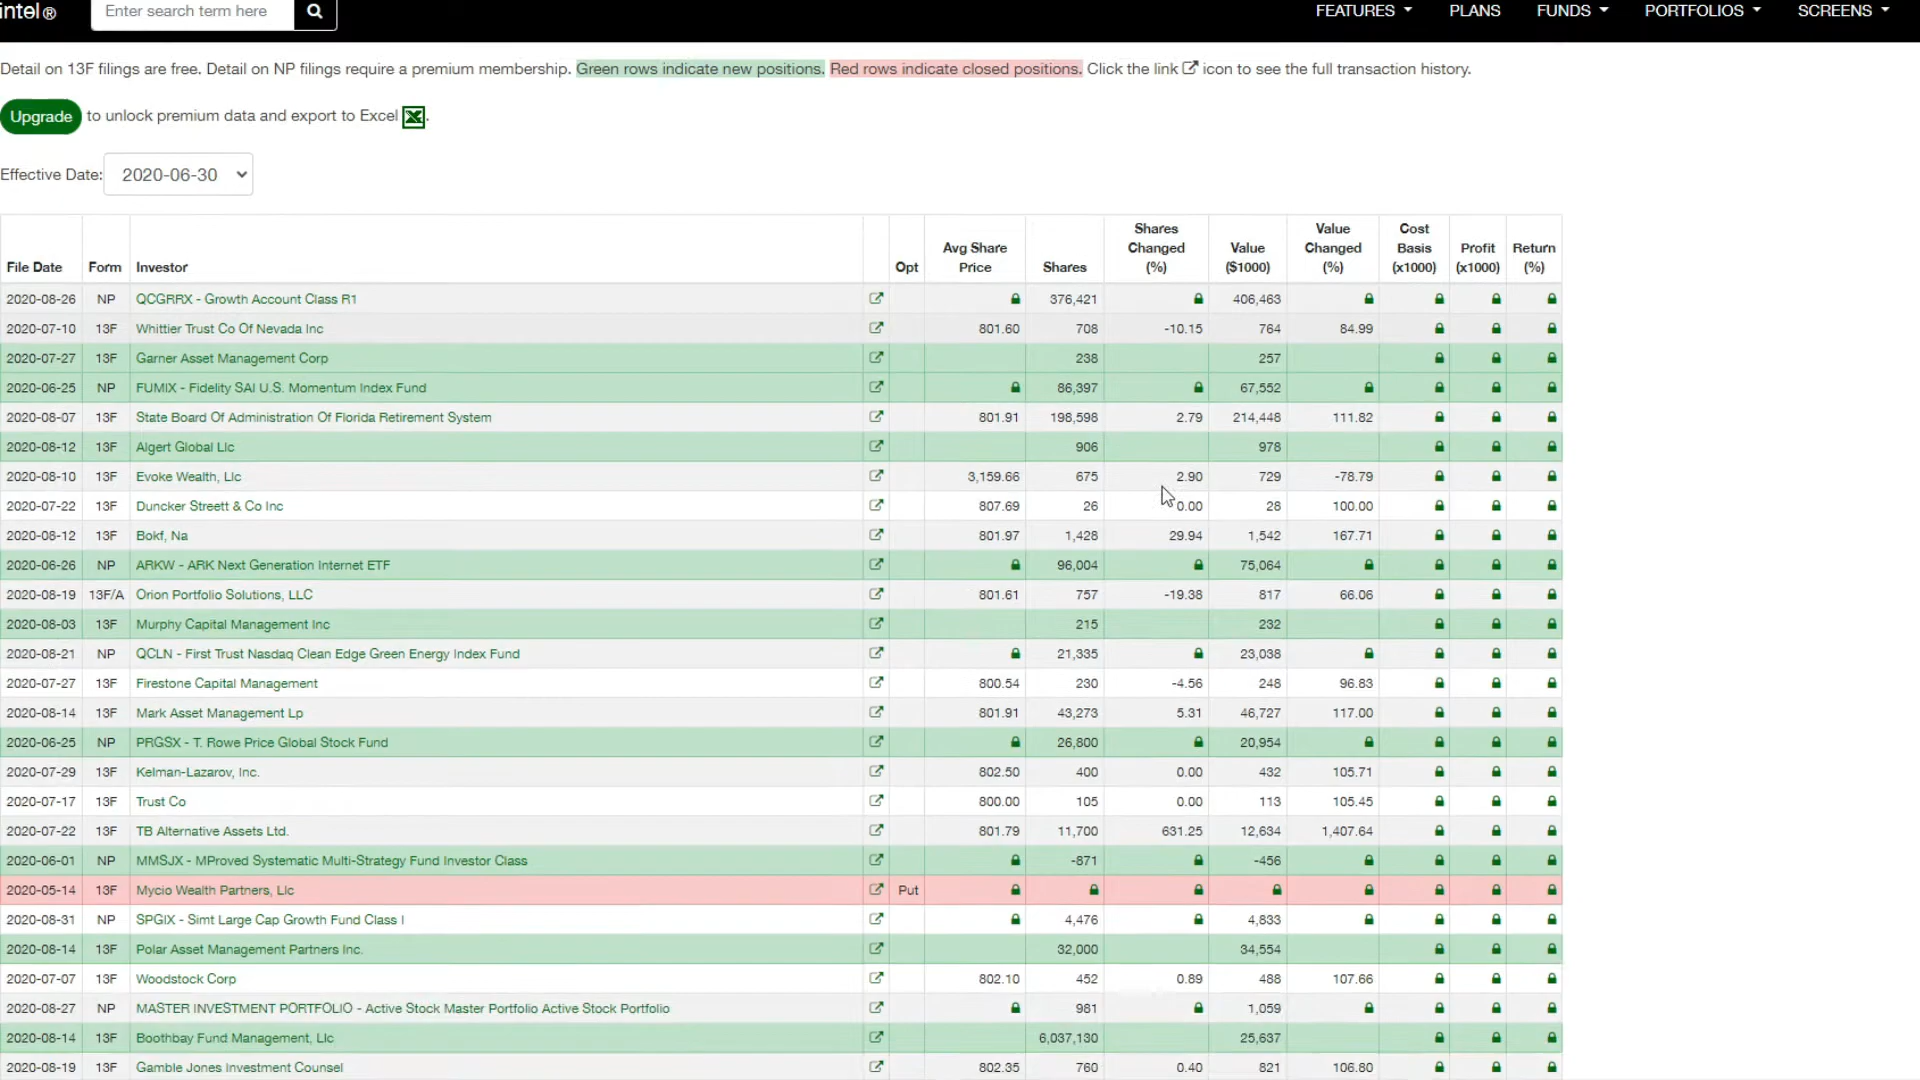 intel® Enter search term here FEATURES PLANS FUNDS PORTFOLIOS SCREENS
Detail on 13F filings are free. Detail on NP filings require a premium membership. Green rows indicate new positions. Red rows indicate closed positions. Click the link icon to see the full transaction history.
Upgrade to unlock premium data and export to Excel .
Effective Date: 2020-06-30
File Date Form Investor Opt Avg Share Price Shares Shares Changed (%) Value ($1000) Value Changed (%) Cost Basis (x1000) Profit (x1000) Return (%)
2020-08-26 NP QCGRRX - Growth Account Class R1 376,421 406,463
2020-07-10 13F Whittier Trust Co Of Nevada Inc 801.60 708 -10.15 764 84.99
2020-07-27 13F Garner Asset Management Corp 238 257
2020-06-25 NP FUMIX - Fidelity SAI U.S. Momentum Index Fund 86,397 67,552
2020-08-07 13F State Board Of Administration Of Florida Retirement System 801.91 198,598 2.79 214,448 111.82
2020-08-12 13F Algert Global Llc 906 978
2020-08-10 13F Evoke Wealth, Llc 3,159.66 675 2.90 729 -78.79
2020-07-22 13F Duncker Streett & Co Inc 807.69 26 0.00 28 100.00
2020-08-12 13F Bokf, Na 801.97 1,428 29.94 1,542 167.71
2020-06-26 NP ARKW - ARK Next Generation Internet ETF 96,004 75,064
2020-08-19 13F/A Orion Portfolio Solutions, LLC 801.61 757 -19.38 817 66.06
2020-08-03 13F Murphy Capital Management Inc 215 232
2020-08-21 NP QCLN - First Trust Nasdaq Clean Edge Green Energy Index Fund 21,335 23,038
2020-07-27 13F Firestone Capital Management 800.54 230 -4.56 248 96.83
2020-08-14 13F Mark Asset Management Lp 801.91 43,273 5.31 46,727 117.00
2020-06-25 NP PRGSX - T. Rowe Price Global Stock Fund 26,800 20,954
2020-07-29 13F Kelman-Lazarov, Inc. 802.50 400 0.00 432 105.71
2020-07-17 13F Trust Co 800.00 105 0.00 113 105.45
2020-07-22 13F TB Alternative Assets Ltd. 801.79 11,700 631.25 12,634 1,407.64
2020-06-01 NP MMSJX - MProved Systematic Multi-Strategy Fund Investor Class -871 -456
2020-05-14 13F Mycio Wealth Partners, Llc Put
2020-08-31 NP SPGIX - Simt Large Cap Growth Fund Class I 4,476 4,833
2020-08-14 13F Polar Asset Management Partners Inc. 32,000 34,554
2020-07-07 13F Woodstock Corp 802.10 452 0.89 488 107.66
2020-08-27 NP MASTER INVESTMENT PORTFOLIO - Active Stock Master Portfolio Active Stock Portfolio 981 1,059
2020-08-14 13F Boothbay Fund Management, Llc 6,037,130 25,637
2020-08-19 13F Gamble Jones Investment Counsel 802.35 760 0.40 821 106.80